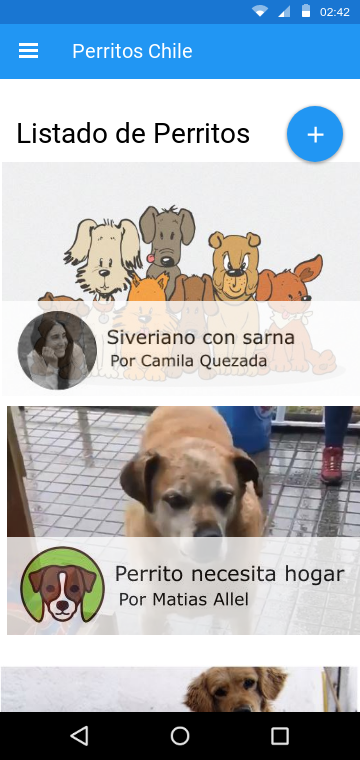 02:42
Perritos Chile
Listado de Perritos
+
Siveriano con sarna
Por Camila Quezada
Perrito necesita hogar
Por Matias Allel